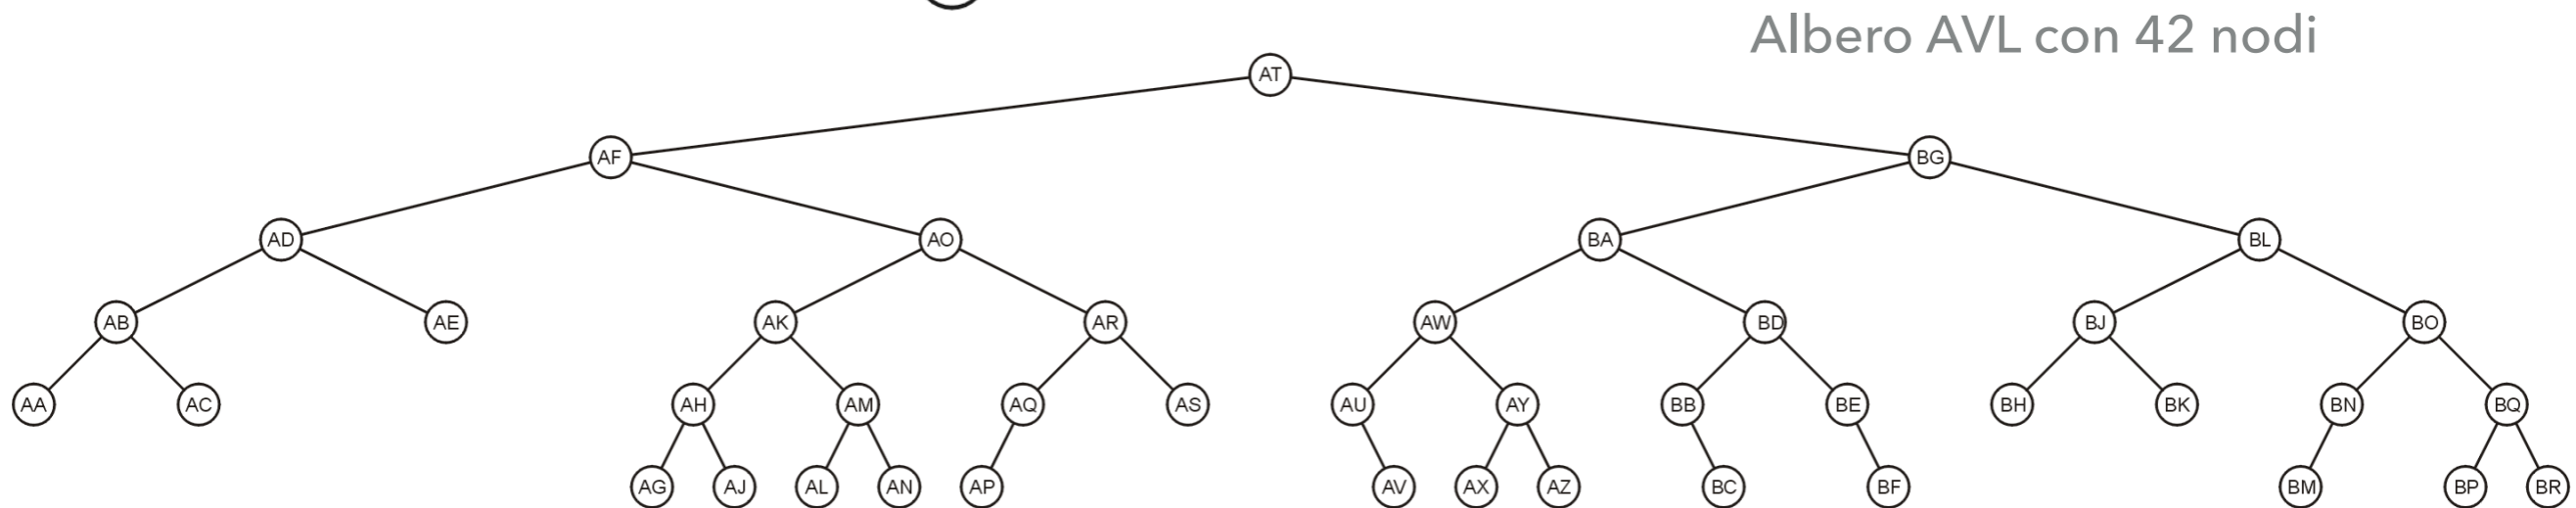 Albero AVL con 42 nodi
AT
AF BG
AD AO BA BL
AB AE AK AR AW BD BJ BO
AA AC AH AM AQ AS AU AY BB BE BH BK BN BQ
AG AJ AL AN AP AV AX AZ BC BF BM BP BR